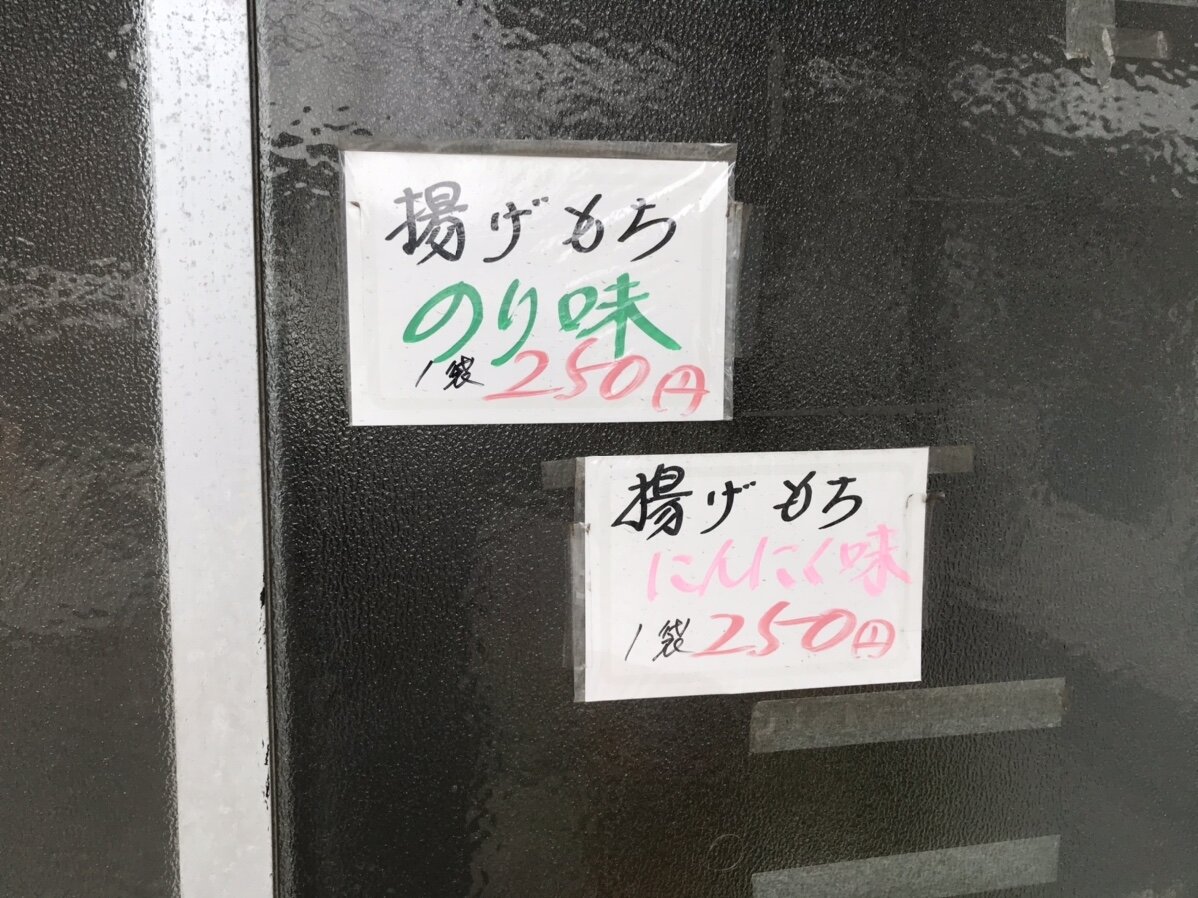 揚げもち
のり味
1袋 250円
揚げもち
にんにく味
1袋 250円